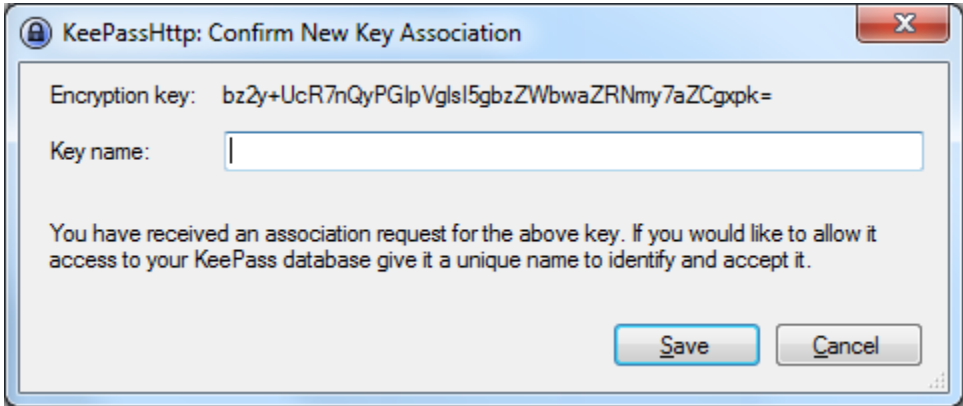 KeePassHttp: Confirm New Key Association
Encryption key: bz2y+UcR7nQyPGIpVglsI5gbzZWbwaZRNmy7aZCgxpk=
Key name:
You have received an association request for the above key. If you would like to allow it
access to your KeePass database give it a unique name to identify and accept it.
Save Cancel